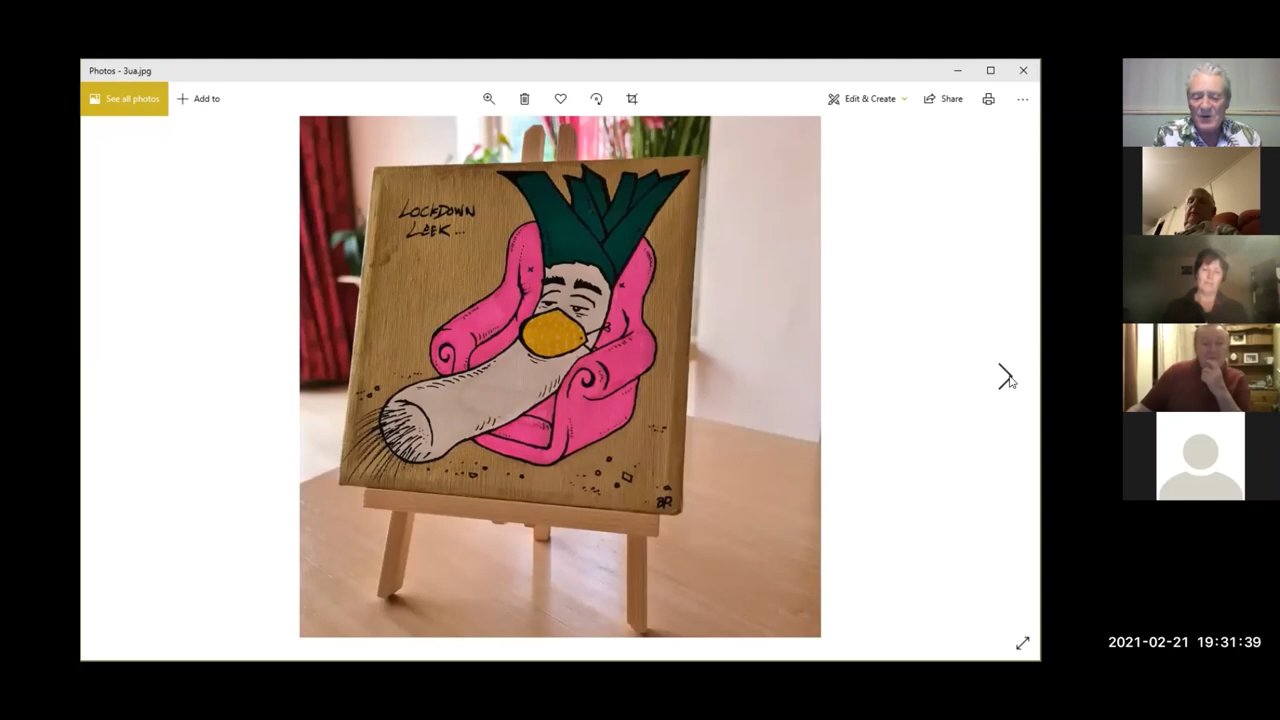 Photos - 3ua.jpg
See all photos
Add to
Edit & Create
Share
LOCKDOWN
LEEK...
BP
2021-02-21 19:31:39